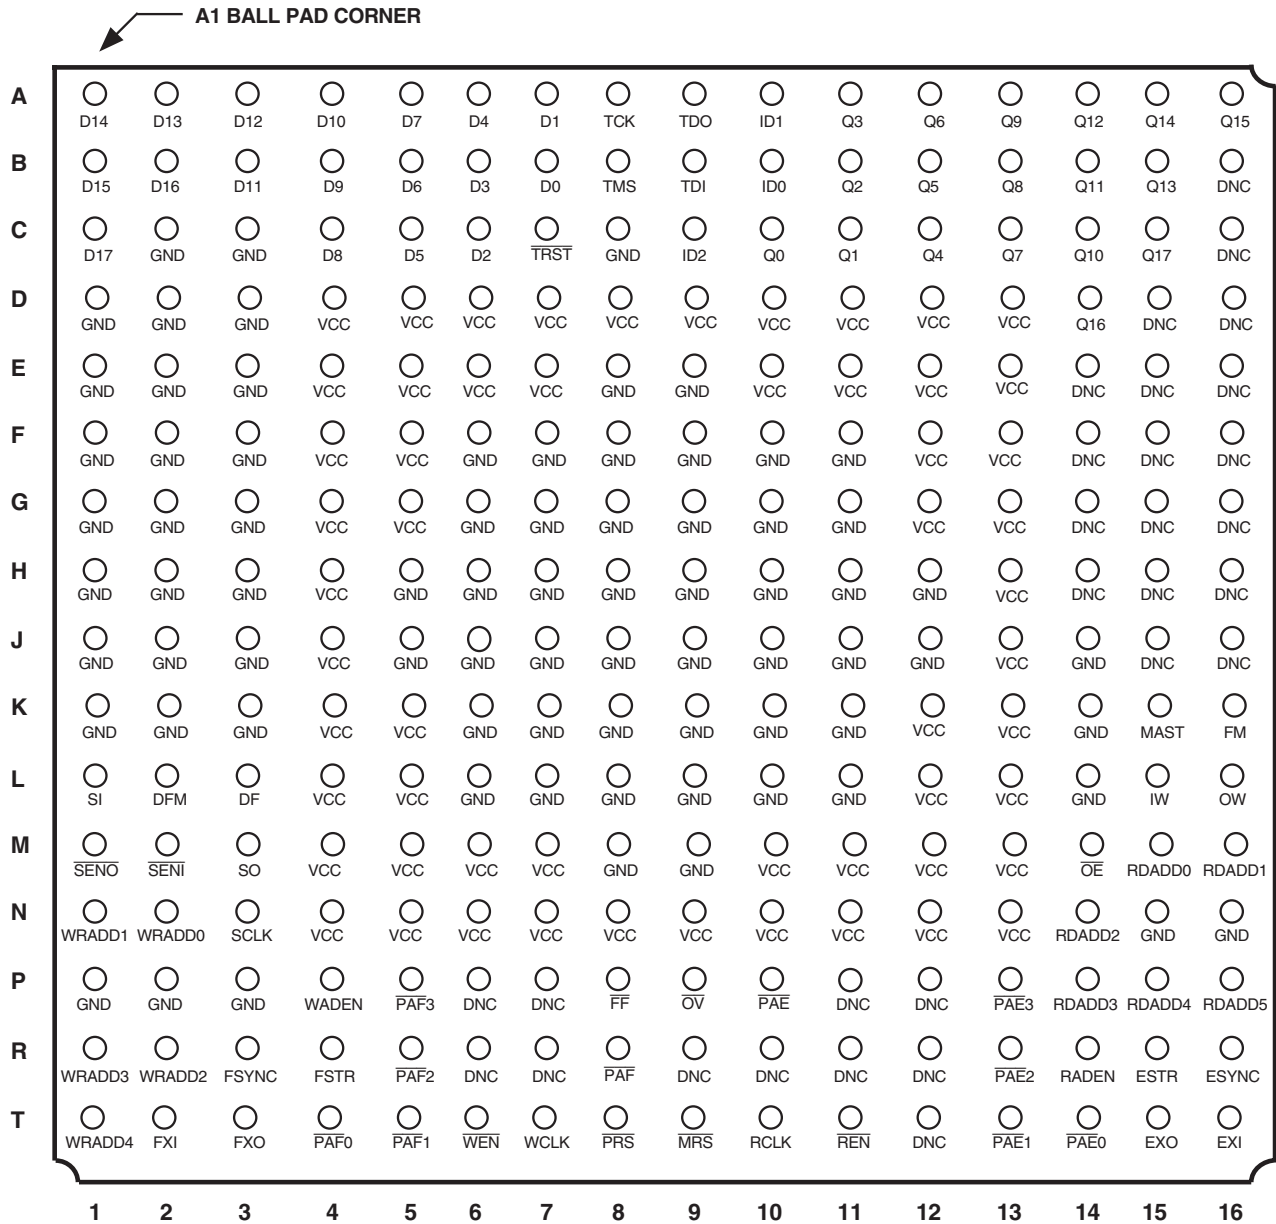 A1 BALL PAD CORNER
A
D14 D13 D12 D10 D7 D4 D1 TCK TDO ID1 Q3 Q6 Q9 Q12 Q14 Q15
B
D15 D16 D11 D9 D6 D3 D0 TMS TDI ID0 Q2 Q5 Q8 Q11 Q13 DNC
C
D17 GND GND D8 D5 D2 TRST GND ID2 Q0 Q1 Q4 Q7 Q10 Q17 DNC
D
GND GND GND VCC VCC VCC VCC VCC VCC VCC VCC VCC VCC Q16 DNC DNC
E
GND GND GND VCC VCC VCC VCC GND GND VCC VCC VCC VCC DNC DNC DNC
F
GND GND GND VCC VCC GND GND GND GND GND GND VCC VCC DNC DNC DNC
G
GND GND GND VCC VCC GND GND GND GND GND GND VCC VCC DNC DNC DNC
H
GND GND GND VCC GND GND GND GND GND GND GND GND VCC DNC DNC DNC
J
GND GND GND VCC GND GND GND GND GND GND GND GND VCC GND DNC DNC
K
GND GND GND VCC VCC GND GND GND GND GND GND VCC VCC GND MAST FM
L
SI DFM DF VCC VCC GND GND GND GND GND GND VCC VCC GND IW OW
M
SENO SENI SO VCC VCC VCC VCC GND GND VCC VCC VCC VCC OE RDADD0 RDADD1
N
WRADD1 WRADD0 SCLK VCC VCC VCC VCC VCC VCC VCC VCC VCC VCC RDADD2 GND GND
P
GND GND GND WADEN PAF3 DNC DNC FF OV PAE DNC DNC PAE3 RDADD3 RDADD4 RDADD5
R
WRADD3 WRADD2 FSYNC FSTR PAF2 DNC DNC PAF DNC DNC DNC DNC PAE2 RADEN ESTR ESYNC
T
WRADD4 FXI FXO PAF0 PAF1 WEN WCLK PRS MRS RCLK REN DNC PAE1 PAE0 EXO EXI
1 2 3 4 5 6 7 8 9 10 11 12 13 14 15 16